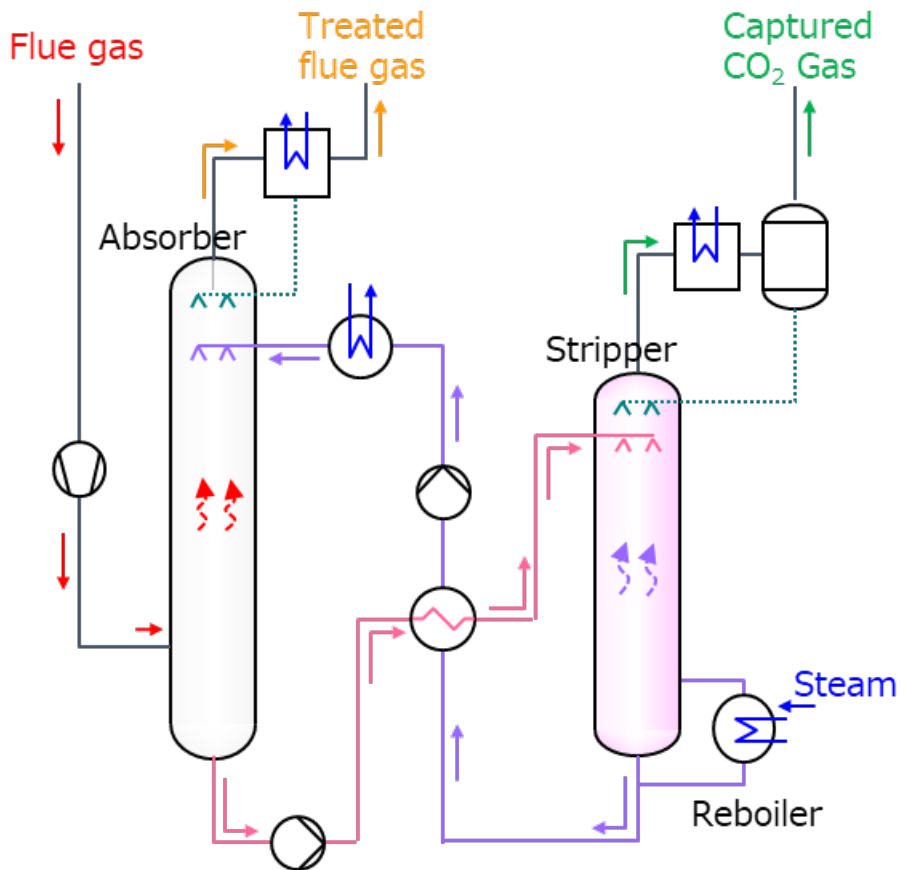 Flue gas
Treated
flue gas
Captured
CO₂ Gas
Absorber
Stripper
Steam
Reboiler